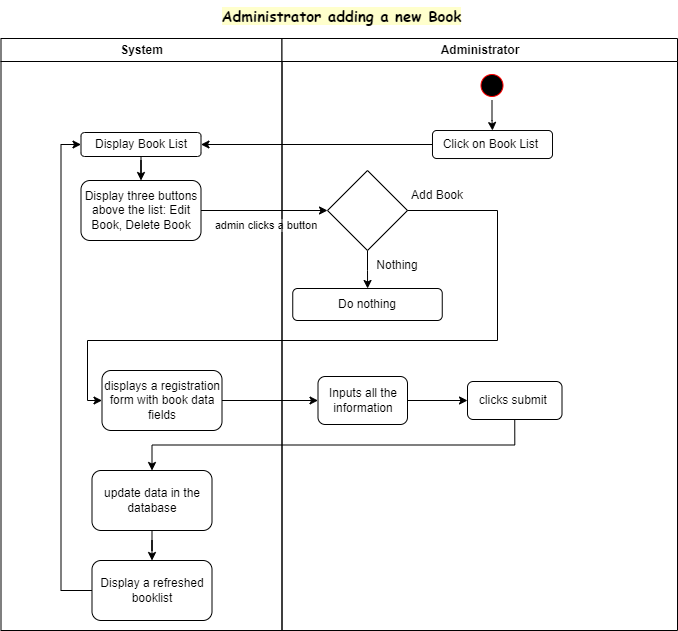 Administrator adding a new Book
System
Administrator
Click on Book List
Display Book List
Display three buttons
above the list: Edit
Book, Delete Book
admin clicks a button
Add Book
Nothing
Do nothing
displays a registration
form with book data
fields
Inputs all the
information
clicks submit
update data in the
database
Display a refreshed
booklist